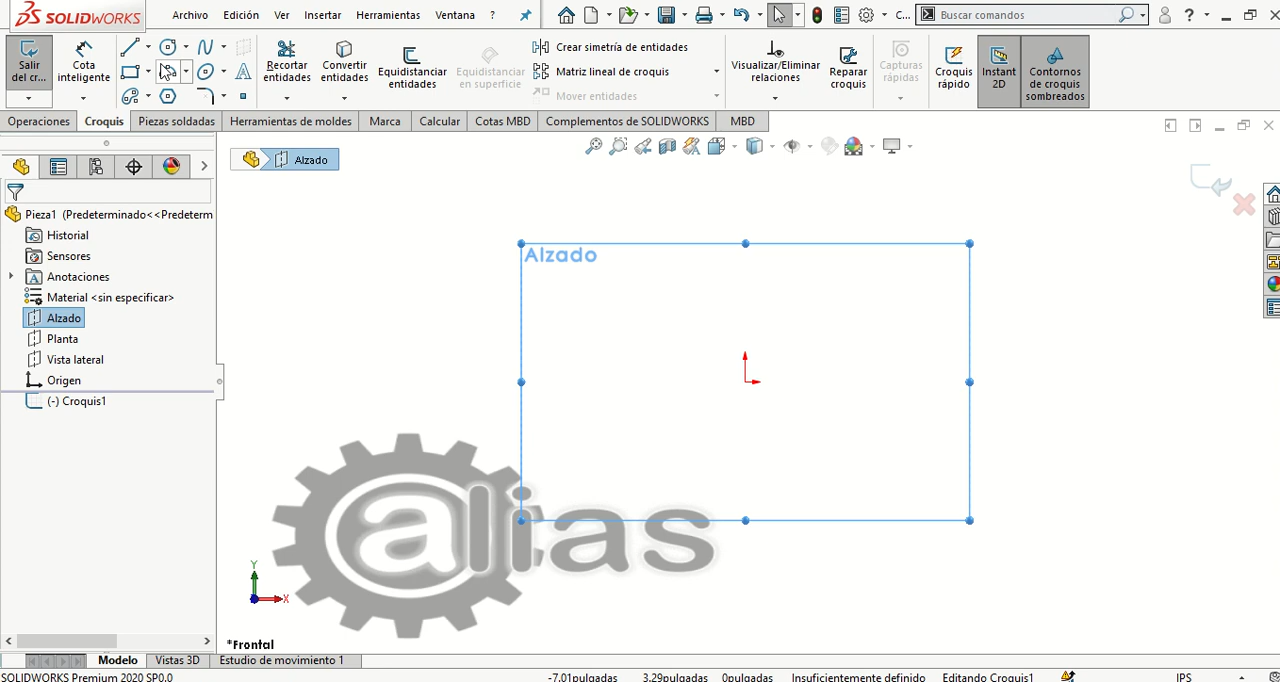 SOLIDWORKS
Archivo Edición Ver Insertar Herramientas Ventana ?
C...
Buscar comandos
?
Salir del cr...
Cota inteligente
Recortar entidades
Convertir entidades
Equidistanciar entidades
Equidistanciar en superficie
Crear simetría de entidades
Matriz lineal de croquis
Mover entidades
Visualizar/Eliminar relaciones
Reparar croquis
Capturas rápidas
Croquis rápido
Instant 2D
Contornos de croquis sombreados
Operaciones Croquis Piezas soldadas Herramientas de moldes Marca Calcular Cotas MBD Complementos de SOLIDWORKS MBD
Alzado
Pieza1 (Predeterminado<<Predeterm
Historial
Sensores
Anotaciones
Material <sin especificar>
Alzado
Planta
Vista lateral
Origen
(-) Croquis1
Alzado
alias
Y
X
*Frontal
Modelo Vistas 3D Estudio de movimiento 1
SOLIDWORKS Premium 2020 SP0.0
-7.01pulgadas 3.29pulgadas 0pulgadas Insuficientemente definido Editando Croquis1 IPS